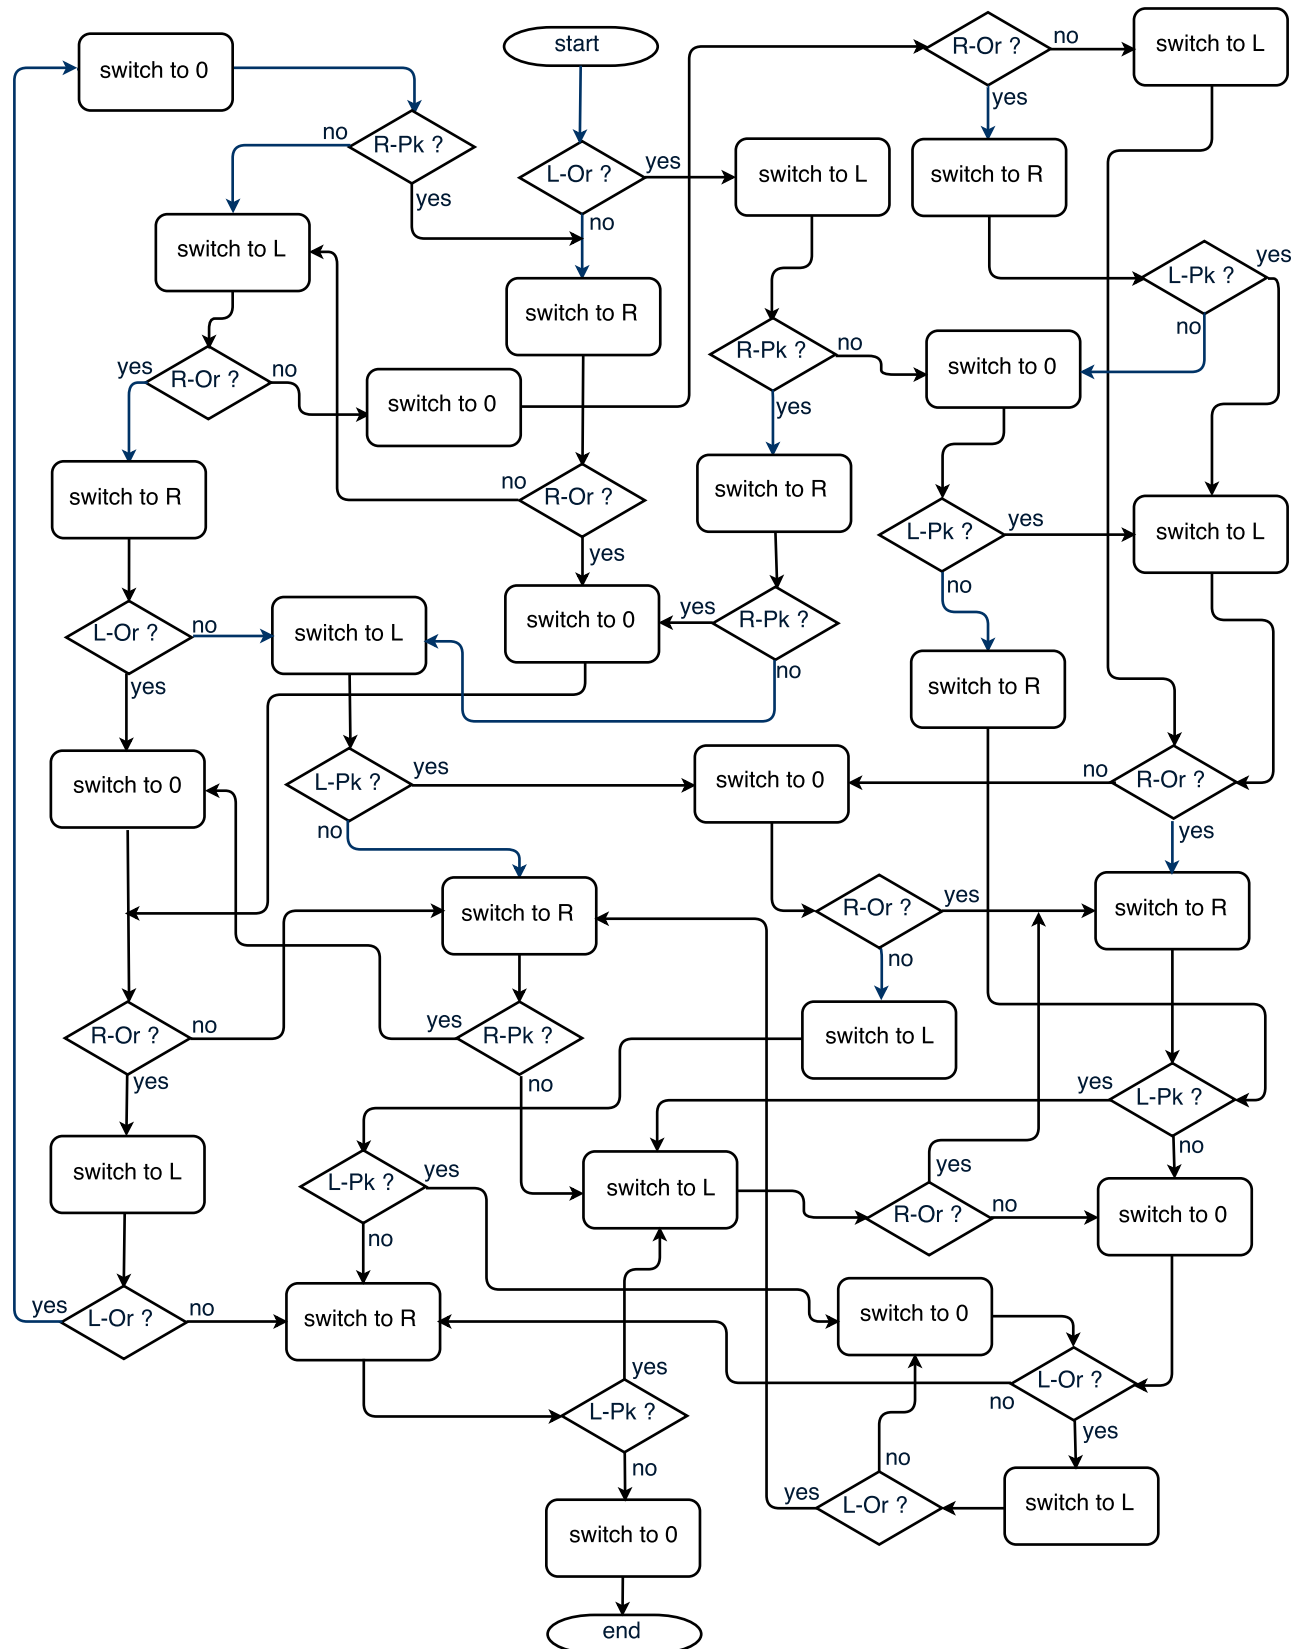 start
R-Or ?
no
switch to L
switch to 0
yes
no
R-Pk ?
L-Or ?
yes
switch to L
switch to R
yes
no
switch to L
L-Pk ?
yes
switch to R
no
R-Pk ?
no
switch to 0
yes
R-Or ?
no
switch to 0
yes
switch to R
no
R-Or ?
switch to R
L-Pk ?
yes
switch to L
yes
no
L-Or ?
no
switch to L
switch to 0
yes
R-Pk ?
yes
no
switch to R
switch to 0
L-Pk ?
yes
switch to 0
no
R-Or ?
no
yes
switch to R
R-Or ?
yes
switch to R
no
R-Or ?
no
yes
R-Pk ?
switch to L
yes
no
yes
L-Pk ?
no
switch to L
L-Pk ?
yes
switch to L
yes
R-Or ?
no
switch to 0
no
yes
L-Or ?
no
switch to R
switch to 0
yes
L-Or ?
no
L-Pk ?
yes
no
no
yes
L-Or ?
switch to L
switch to 0
end